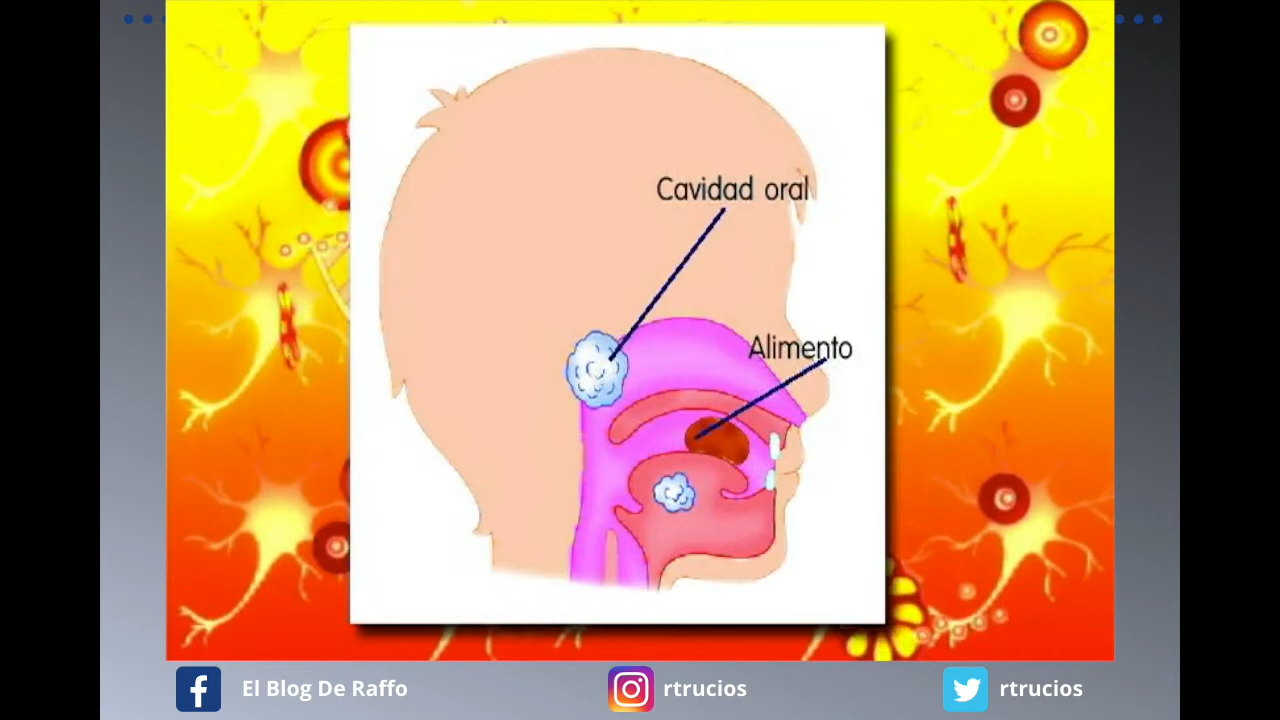 Cavidad oral
Alimento
El Blog De Raffo
rtrucios
rtrucios